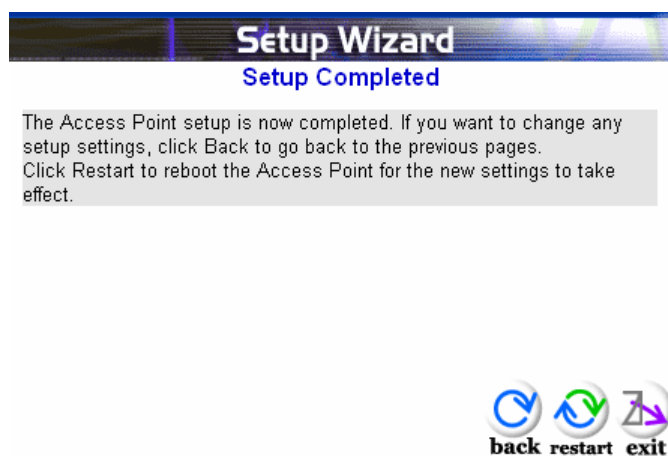 Setup Wizard
Setup Completed
The Access Point setup is now completed. If you want to change any
setup settings, click Back to go back to the previous pages.
Click Restart to reboot the Access Point for the new settings to take
effect.
back restart exit